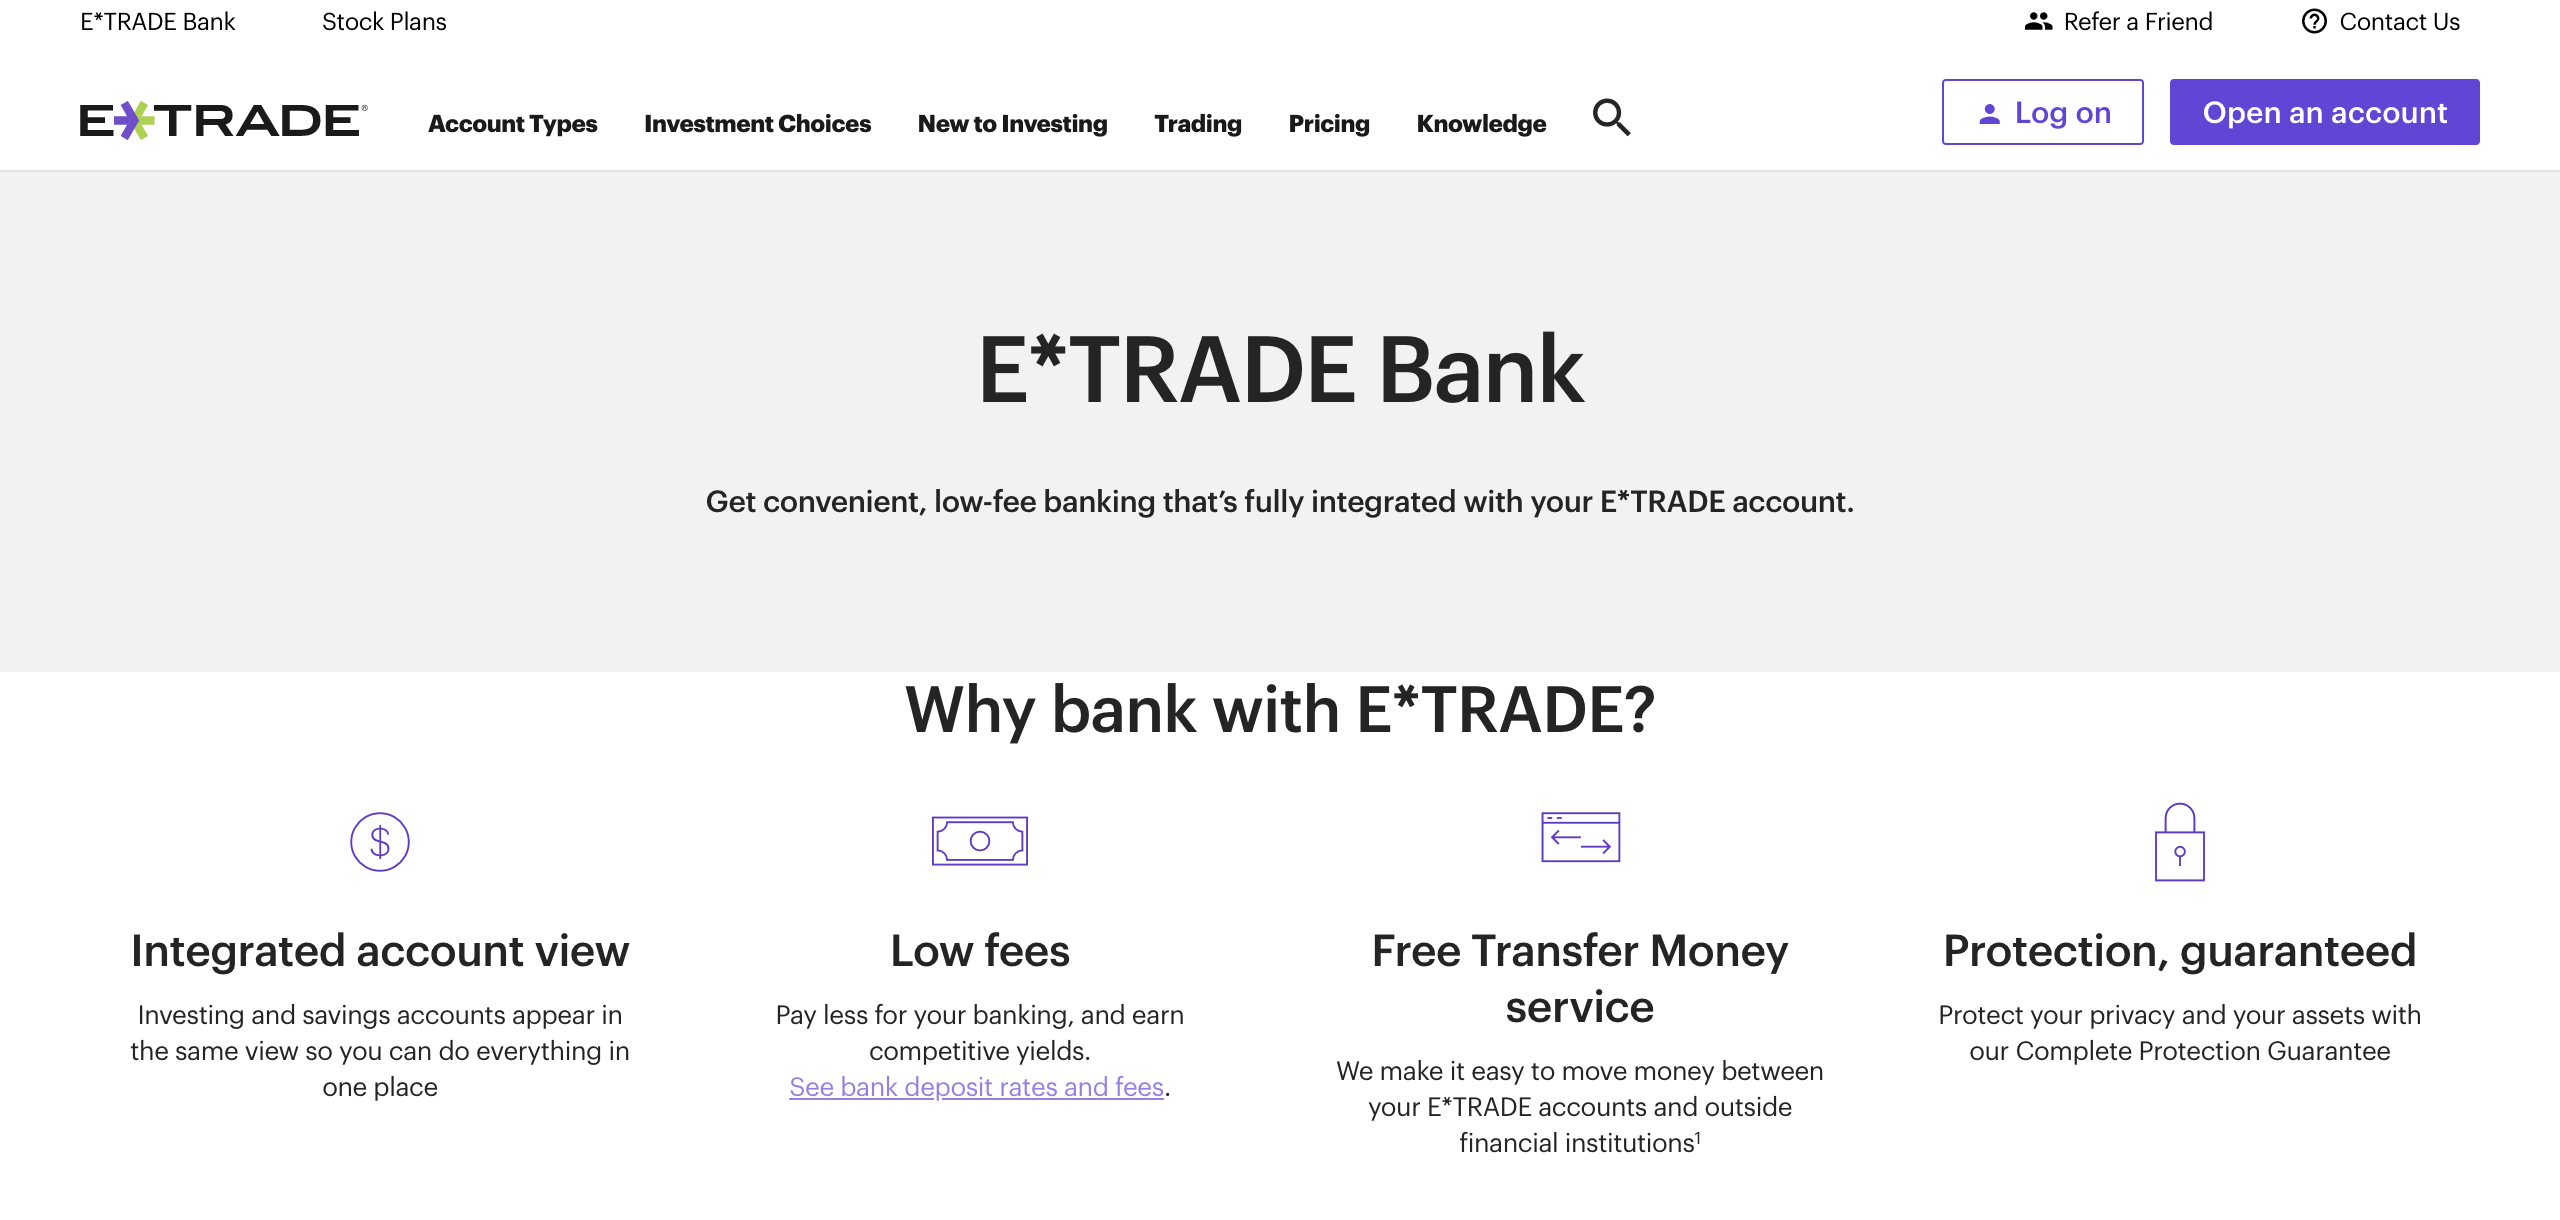 E*TRADE Bank
Stock Plans
Refer a Friend
Contact Us
E*TRADE®
Account Types
Investment Choices
New to Investing
Trading
Pricing
Knowledge
Log on
Open an account
E*TRADE Bank
Get convenient, low-fee banking that’s fully integrated with your E*TRADE account.
Why bank with E*TRADE?
Integrated account view
Investing and savings accounts appear in
the same view so you can do everything in
one place
Low fees
Pay less for your banking, and earn
competitive yields.
See bank deposit rates and fees.
Free Transfer Money
service
We make it easy to move money between
your E*TRADE accounts and outside
financial institutions¹
Protection, guaranteed
Protect your privacy and your assets with
our Complete Protection Guarantee